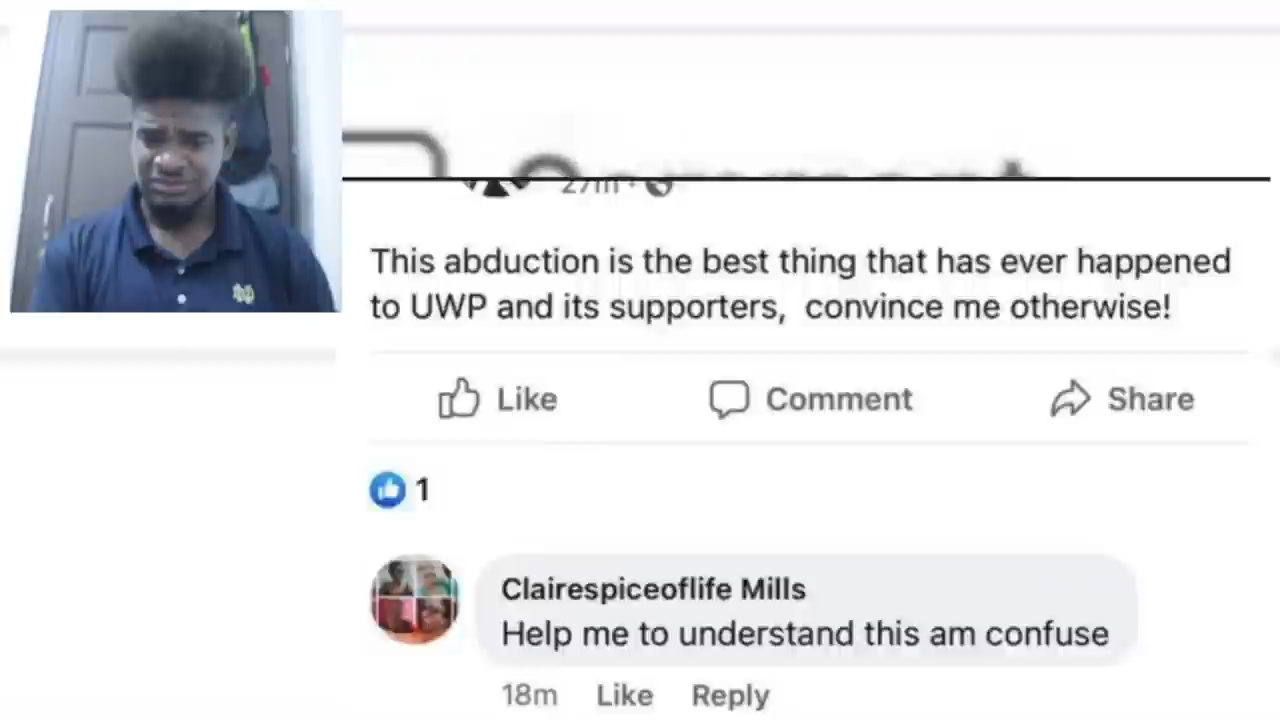 27m
This abduction is the best thing that has ever happened
to UWP and its supporters, convince me otherwise!
Like Comment Share
1
Clairespiceoflife Mills
Help me to understand this am confuse
18m Like Reply